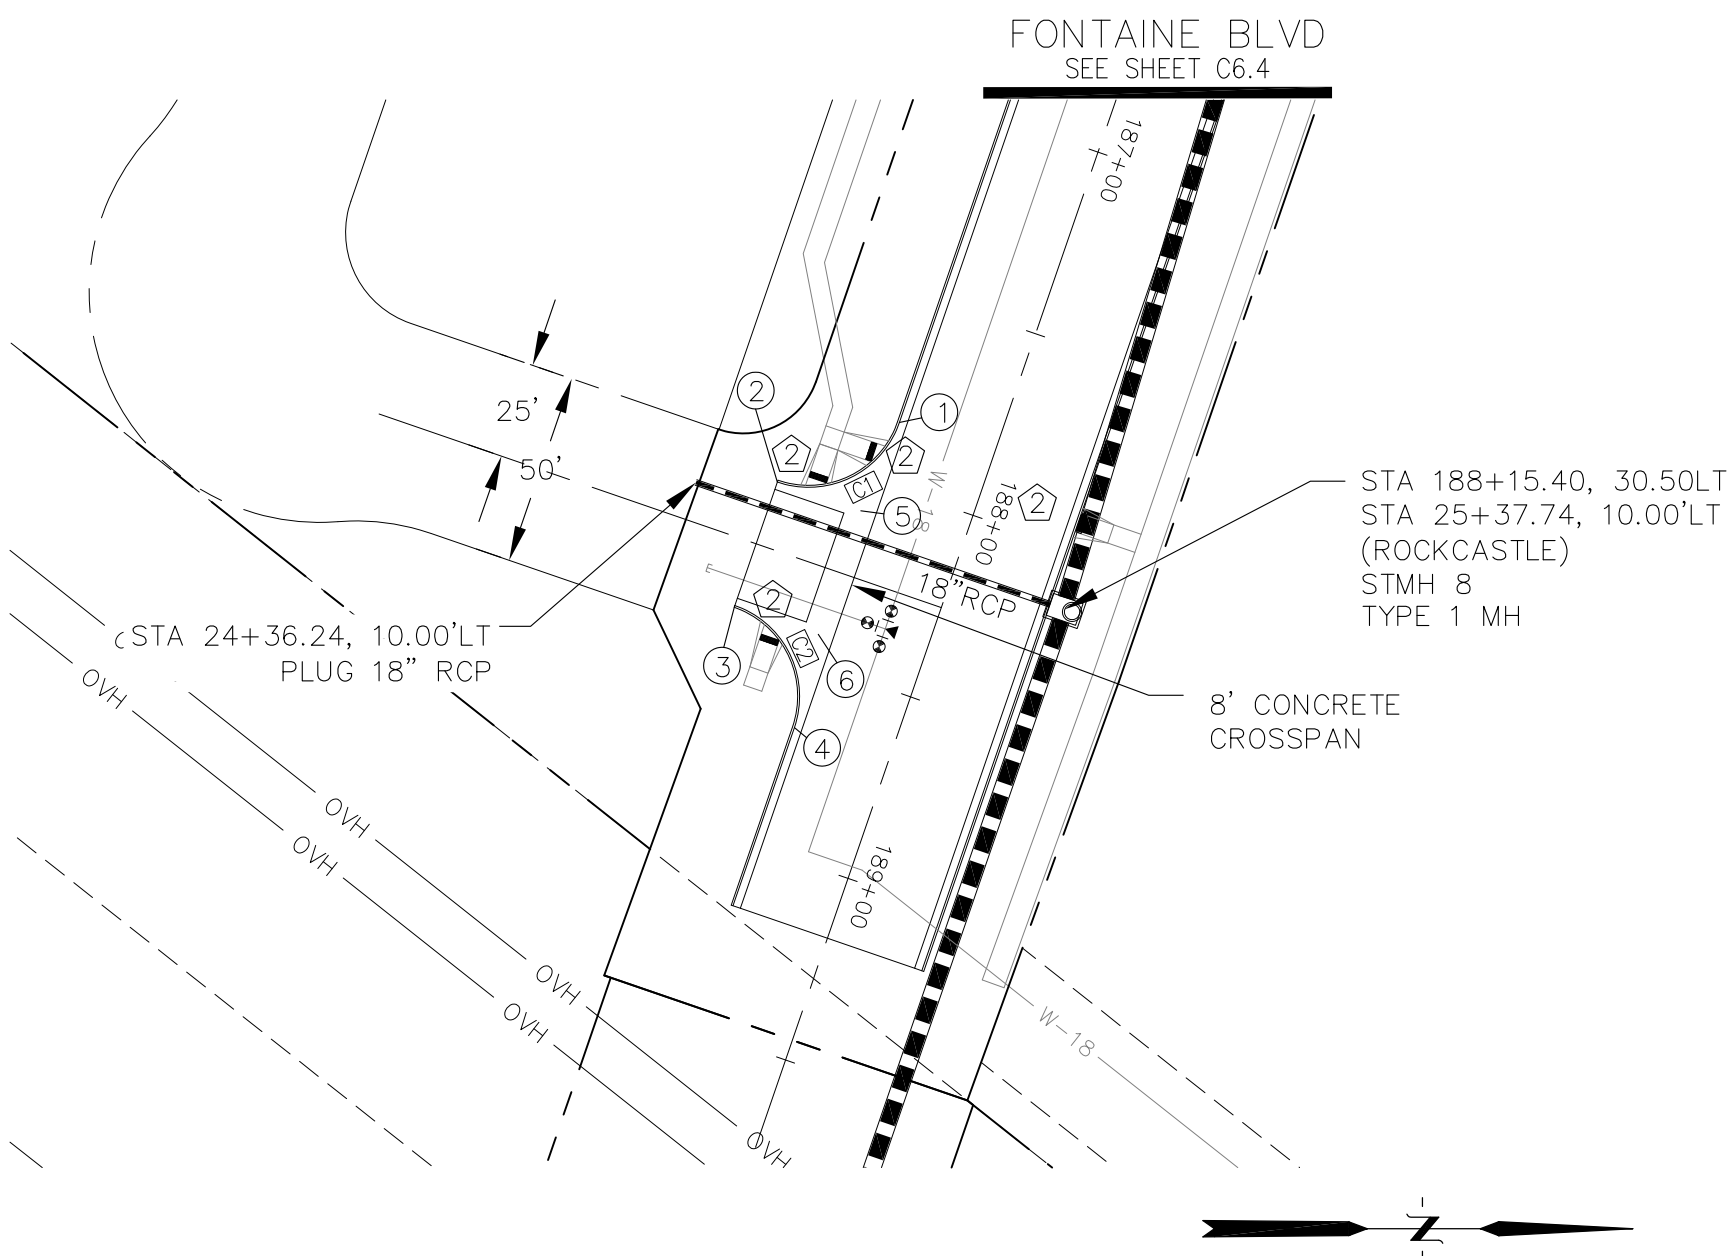 FONTAINE BLVD
SEE SHEET C6.4
187+00
25'
50'
2
1
2
2
C1
W-18
5
188+00
2
STA 188+15.40, 30.50LT
STA 25+37.74, 10.00'LT
(ROCKCASTLE)
STMH 8
TYPE 1 MH
18"RCP
2
STA 24+36.24, 10.00'LT
PLUG 18" RCP
C2
3
6
8' CONCRETE
CROSSPAN
4
OVH
OVH
OVH
189+00
OVH
OVH
W-18
OVH
N